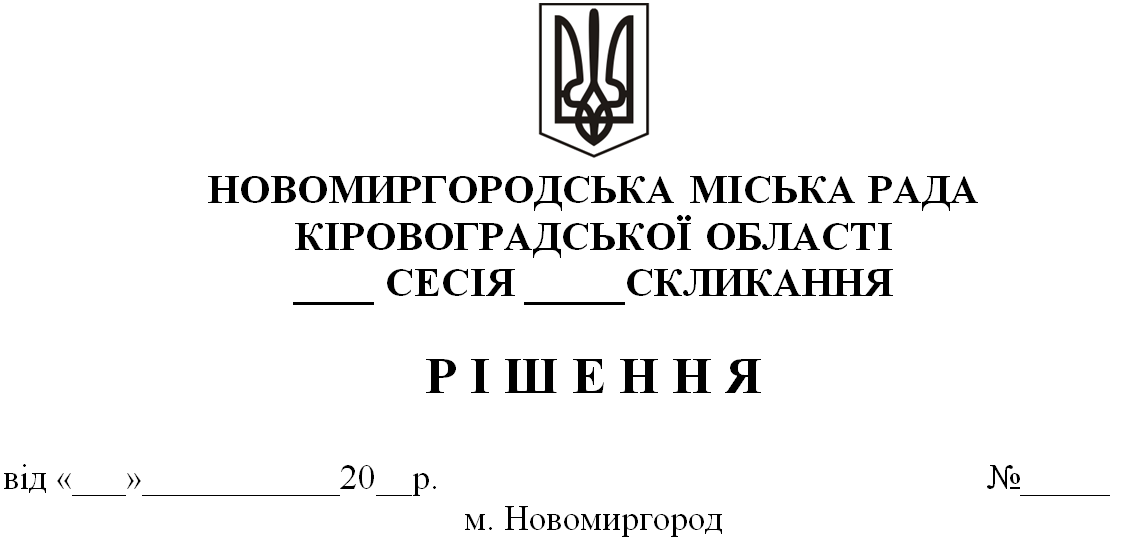 НОВОМИРГОРОДСЬКА МІСЬКА РАДА
КІРОВОГРАДСЬКОЇ ОБЛАСТІ
____ СЕСІЯ _____СКЛИКАННЯ
Р І Ш Е Н Н Я
від «___»___________20__р. №_____
м. Новомиргород